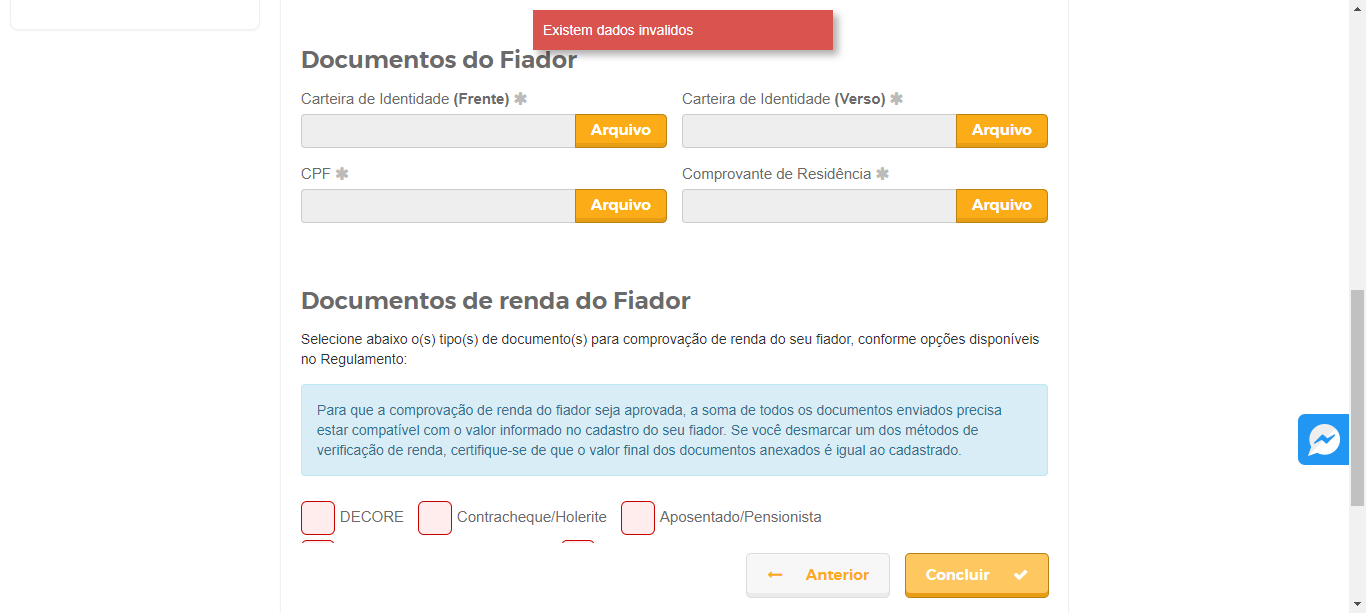 Existem dados invalidos
Documentos do Fiador
Carteira de Identidade (Frente) ✱
Carteira de Identidade (Verso) ✱
Arquivo
Arquivo
CPF ✱
Comprovante de Residência ✱
Arquivo
Arquivo
Documentos de renda do Fiador
Selecione abaixo o(s) tipo(s) de documento(s) para comprovação de renda do seu fiador, conforme opções disponíveis
no Regulamento:
Para que a comprovação de renda do fiador seja aprovada, a soma de todos os documentos enviados precisa
estar compatível com o valor informado no cadastro do seu fiador. Se você desmarcar um dos métodos de
verificação de renda, certifique-se de que o valor final dos documentos anexados é igual ao cadastrado.
DECORE Contracheque/Holerite Aposentado/Pensionista
Anterior
Concluir